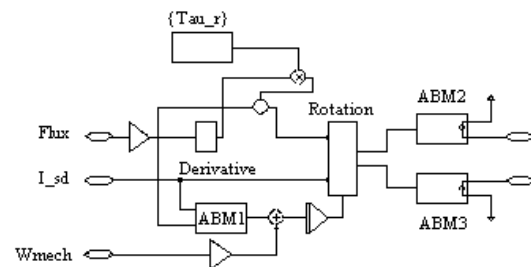 {Tau_r}
ABM2
Rotation
Flux
Derivative
I_sd
ABM1
ABM3
Wmech